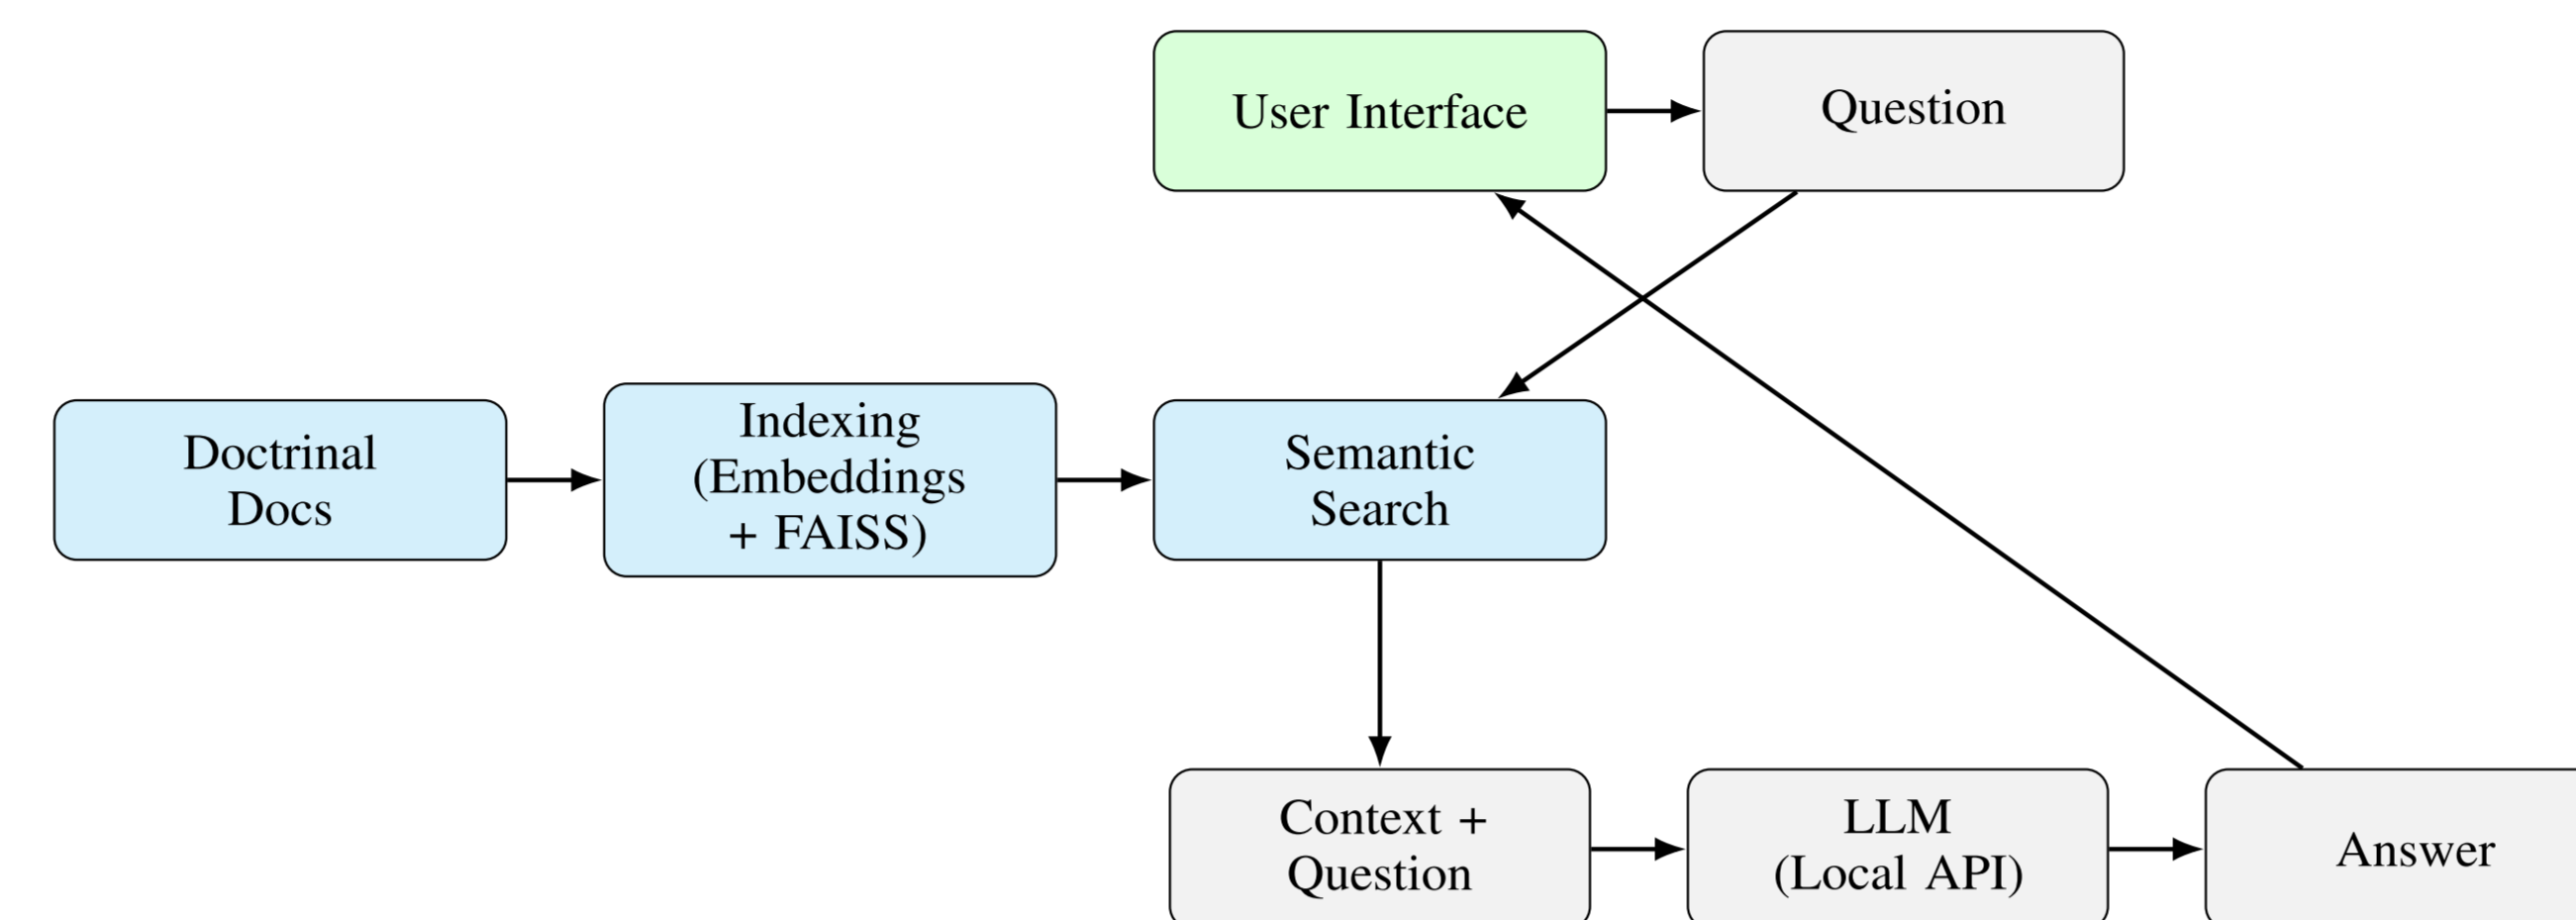 User Interface
Question
Doctrinal
Docs
Indexing
(Embeddings
+ FAISS)
Semantic
Search
Context +
Question
LLM
(Local API)
Answer